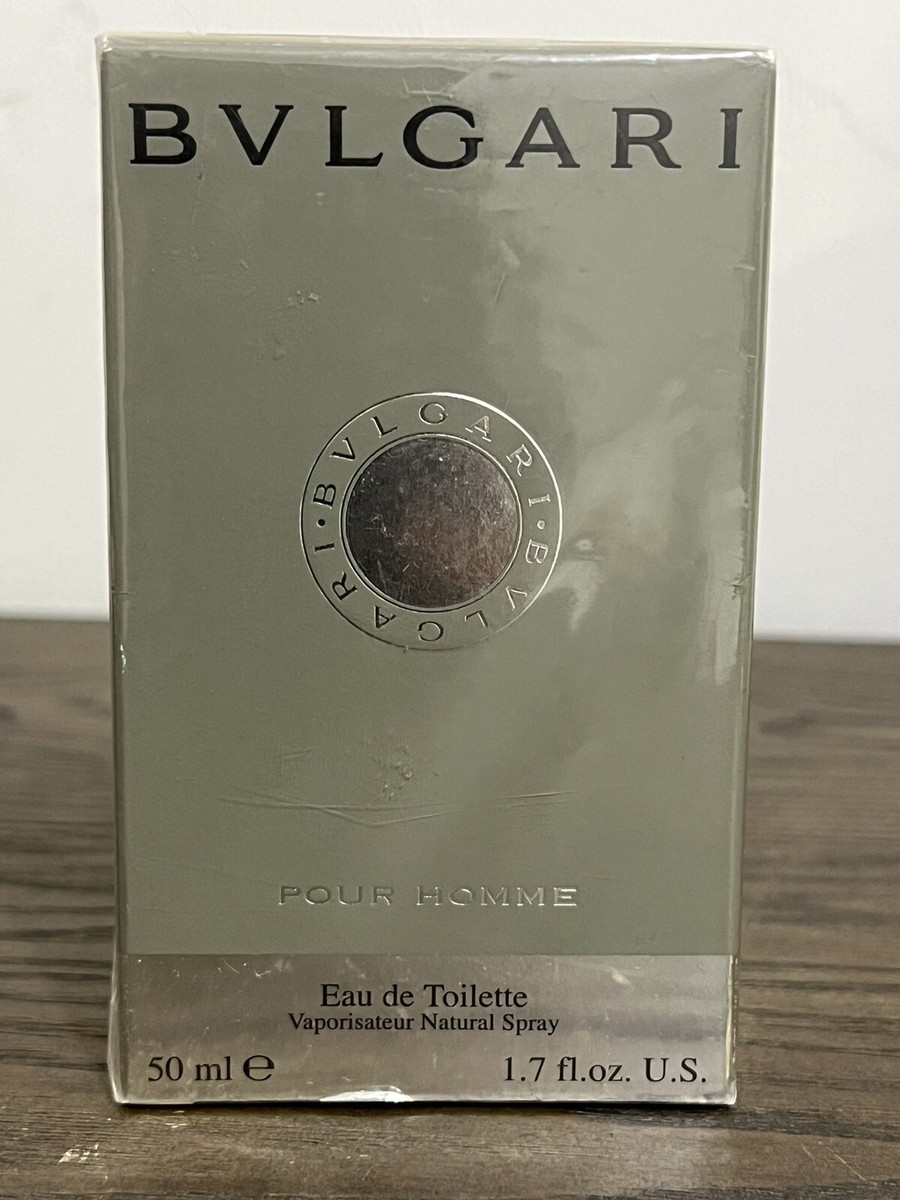 BVLGARI
BVLGARI · BVLGARI ·
POUR HOMME
Eau de Toilette
Vaporisateur Natural Spray
50 ml ℮
1.7 fl.oz. U.S.